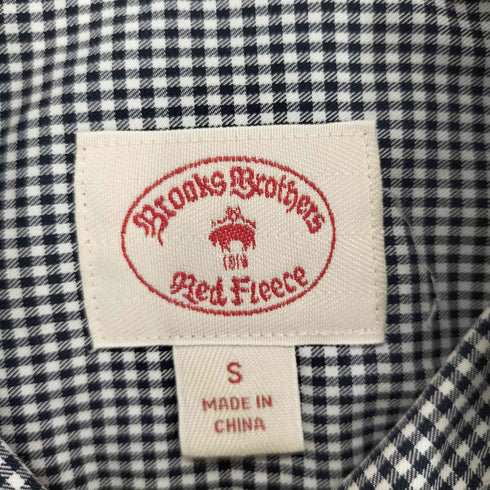 Brooks Brothers
1818
Red Fleece
S
MADE IN
CHINA